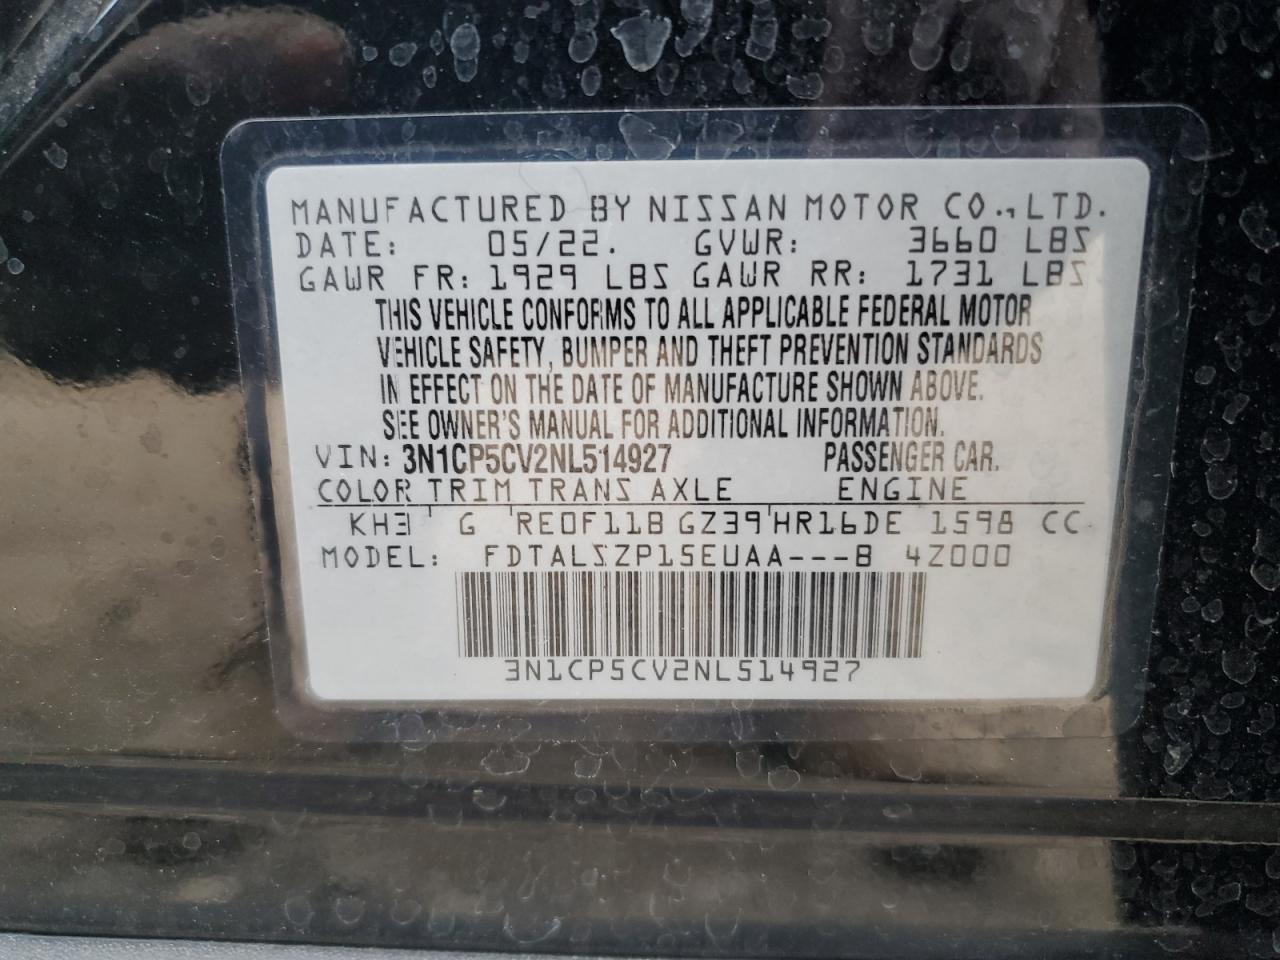 MANUFACTURED BY NISSAN MOTOR CO., LTD.
DATE: 05/22. GVWR: 3660 LBS
GAWR FR: 1929 LBS GAWR RR: 1731 LBS
THIS VEHICLE CONFORMS TO ALL APPLICABLE FEDERAL MOTOR
VEHICLE SAFETY, BUMPER AND THEFT PREVENTION STANDARDS
IN EFFECT ON THE DATE OF MANUFACTURE SHOWN ABOVE.
SEE OWNER'S MANUAL FOR ADDITIONAL INFORMATION.
VIN: 3N1CP5CV2NL514927 PASSENGER CAR.
COLOR TRIM TRANS AXLE ENGINE
KH3 G RE0F11B GZ39 HR16DE 1598 CC
MODEL: FDTALSZP15EUAA---B 4Z000
3N1CP5CV2NL514927